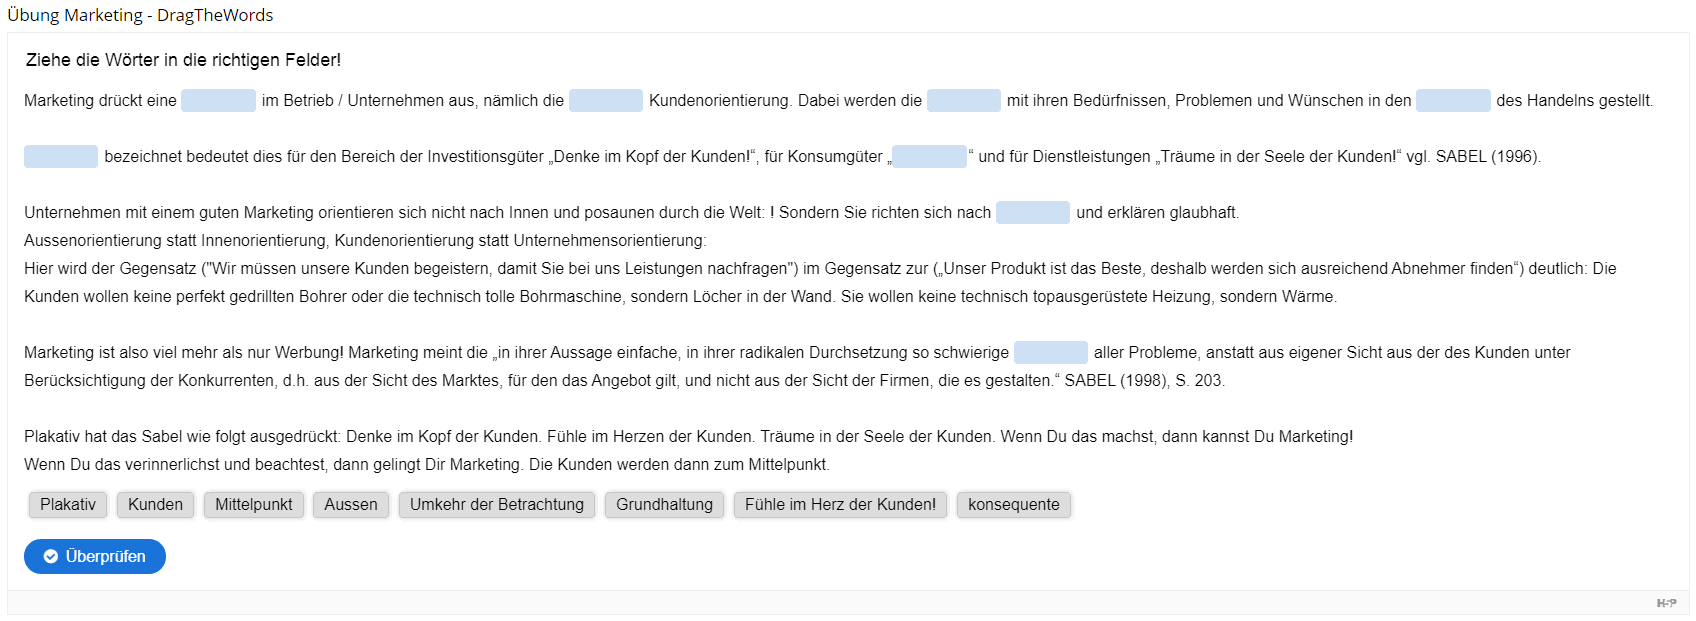 Übung Marketing - DragTheWords
Ziehe die Wörter in die richtigen Felder!
Marketing drückt eine im Betrieb / Unternehmen aus, nämlich die Kundenorientierung. Dabei werden die mit ihren Bedürfnissen, Problemen und Wünschen in den des Handelns gestellt.
bezeichnet bedeutet dies für den Bereich der Investitionsgüter „Denke im Kopf der Kunden!“, für Konsumgüter „ “ und für Dienstleistungen „Träume in der Seele der Kunden!“ vgl. SABEL (1996).
Unternehmen mit einem guten Marketing orientieren sich nicht nach Innen und posaunen durch die Welt: ! Sondern Sie richten sich nach und erklären glaubhaft.
Aussenorientierung statt Innenorientierung, Kundenorientierung statt Unternehmensorientierung:
Hier wird der Gegensatz ("Wir müssen unsere Kunden begeistern, damit Sie bei uns Leistungen nachfragen") im Gegensatz zur („Unser Produkt ist das Beste, deshalb werden sich ausreichend Abnehmer finden“) deutlich: Die
Kunden wollen keine perfekt gedrillten Bohrer oder die technisch tolle Bohrmaschine, sondern Löcher in der Wand. Sie wollen keine technisch topausgerüstete Heizung, sondern Wärme.
Marketing ist also viel mehr als nur Werbung! Marketing meint die „in ihrer Aussage einfache, in ihrer radikalen Durchsetzung so schwierige aller Probleme, anstatt aus eigener Sicht aus der des Kunden unter
Berücksichtigung der Konkurrenten, d.h. aus der Sicht des Marktes, für den das Angebot gilt, und nicht aus der Sicht der Firmen, die es gestalten.“ SABEL (1998), S. 203.
Plakativ hat das Sabel wie folgt ausgedrückt: Denke im Kopf der Kunden. Fühle im Herzen der Kunden. Träume in der Seele der Kunden. Wenn Du das machst, dann kannst Du Marketing!
Wenn Du das verinnerlichst und beachtest, dann gelingt Dir Marketing. Die Kunden werden dann zum Mittelpunkt.
Plakativ Kunden Mittelpunkt Aussen Umkehr der Betrachtung Grundhaltung Fühle im Herz der Kunden! konsequente
Überprüfen
H5P